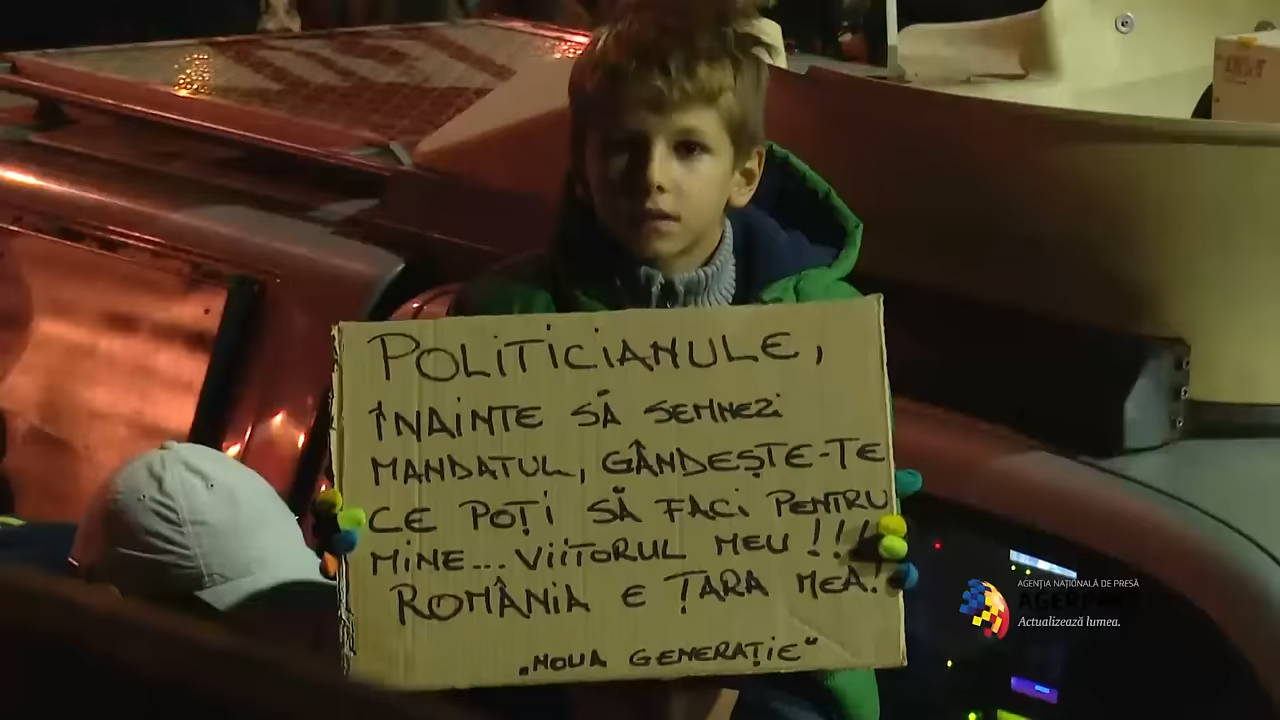 POLITICIANULE,
ÎNAINTE SĂ SEMNEZI
MANDATUL, GÂNDEȘTE-TE
CE POȚI SĂ FACI PENTRU
MINE... VIITORUL MEU !!!
ROMÂNIA E ȚARA MEA!
„NOUA GENERAȚIE“
AGENȚIA NAȚIONALĂ DE PRESĂ
AGERPRES
Actualizează lumea.